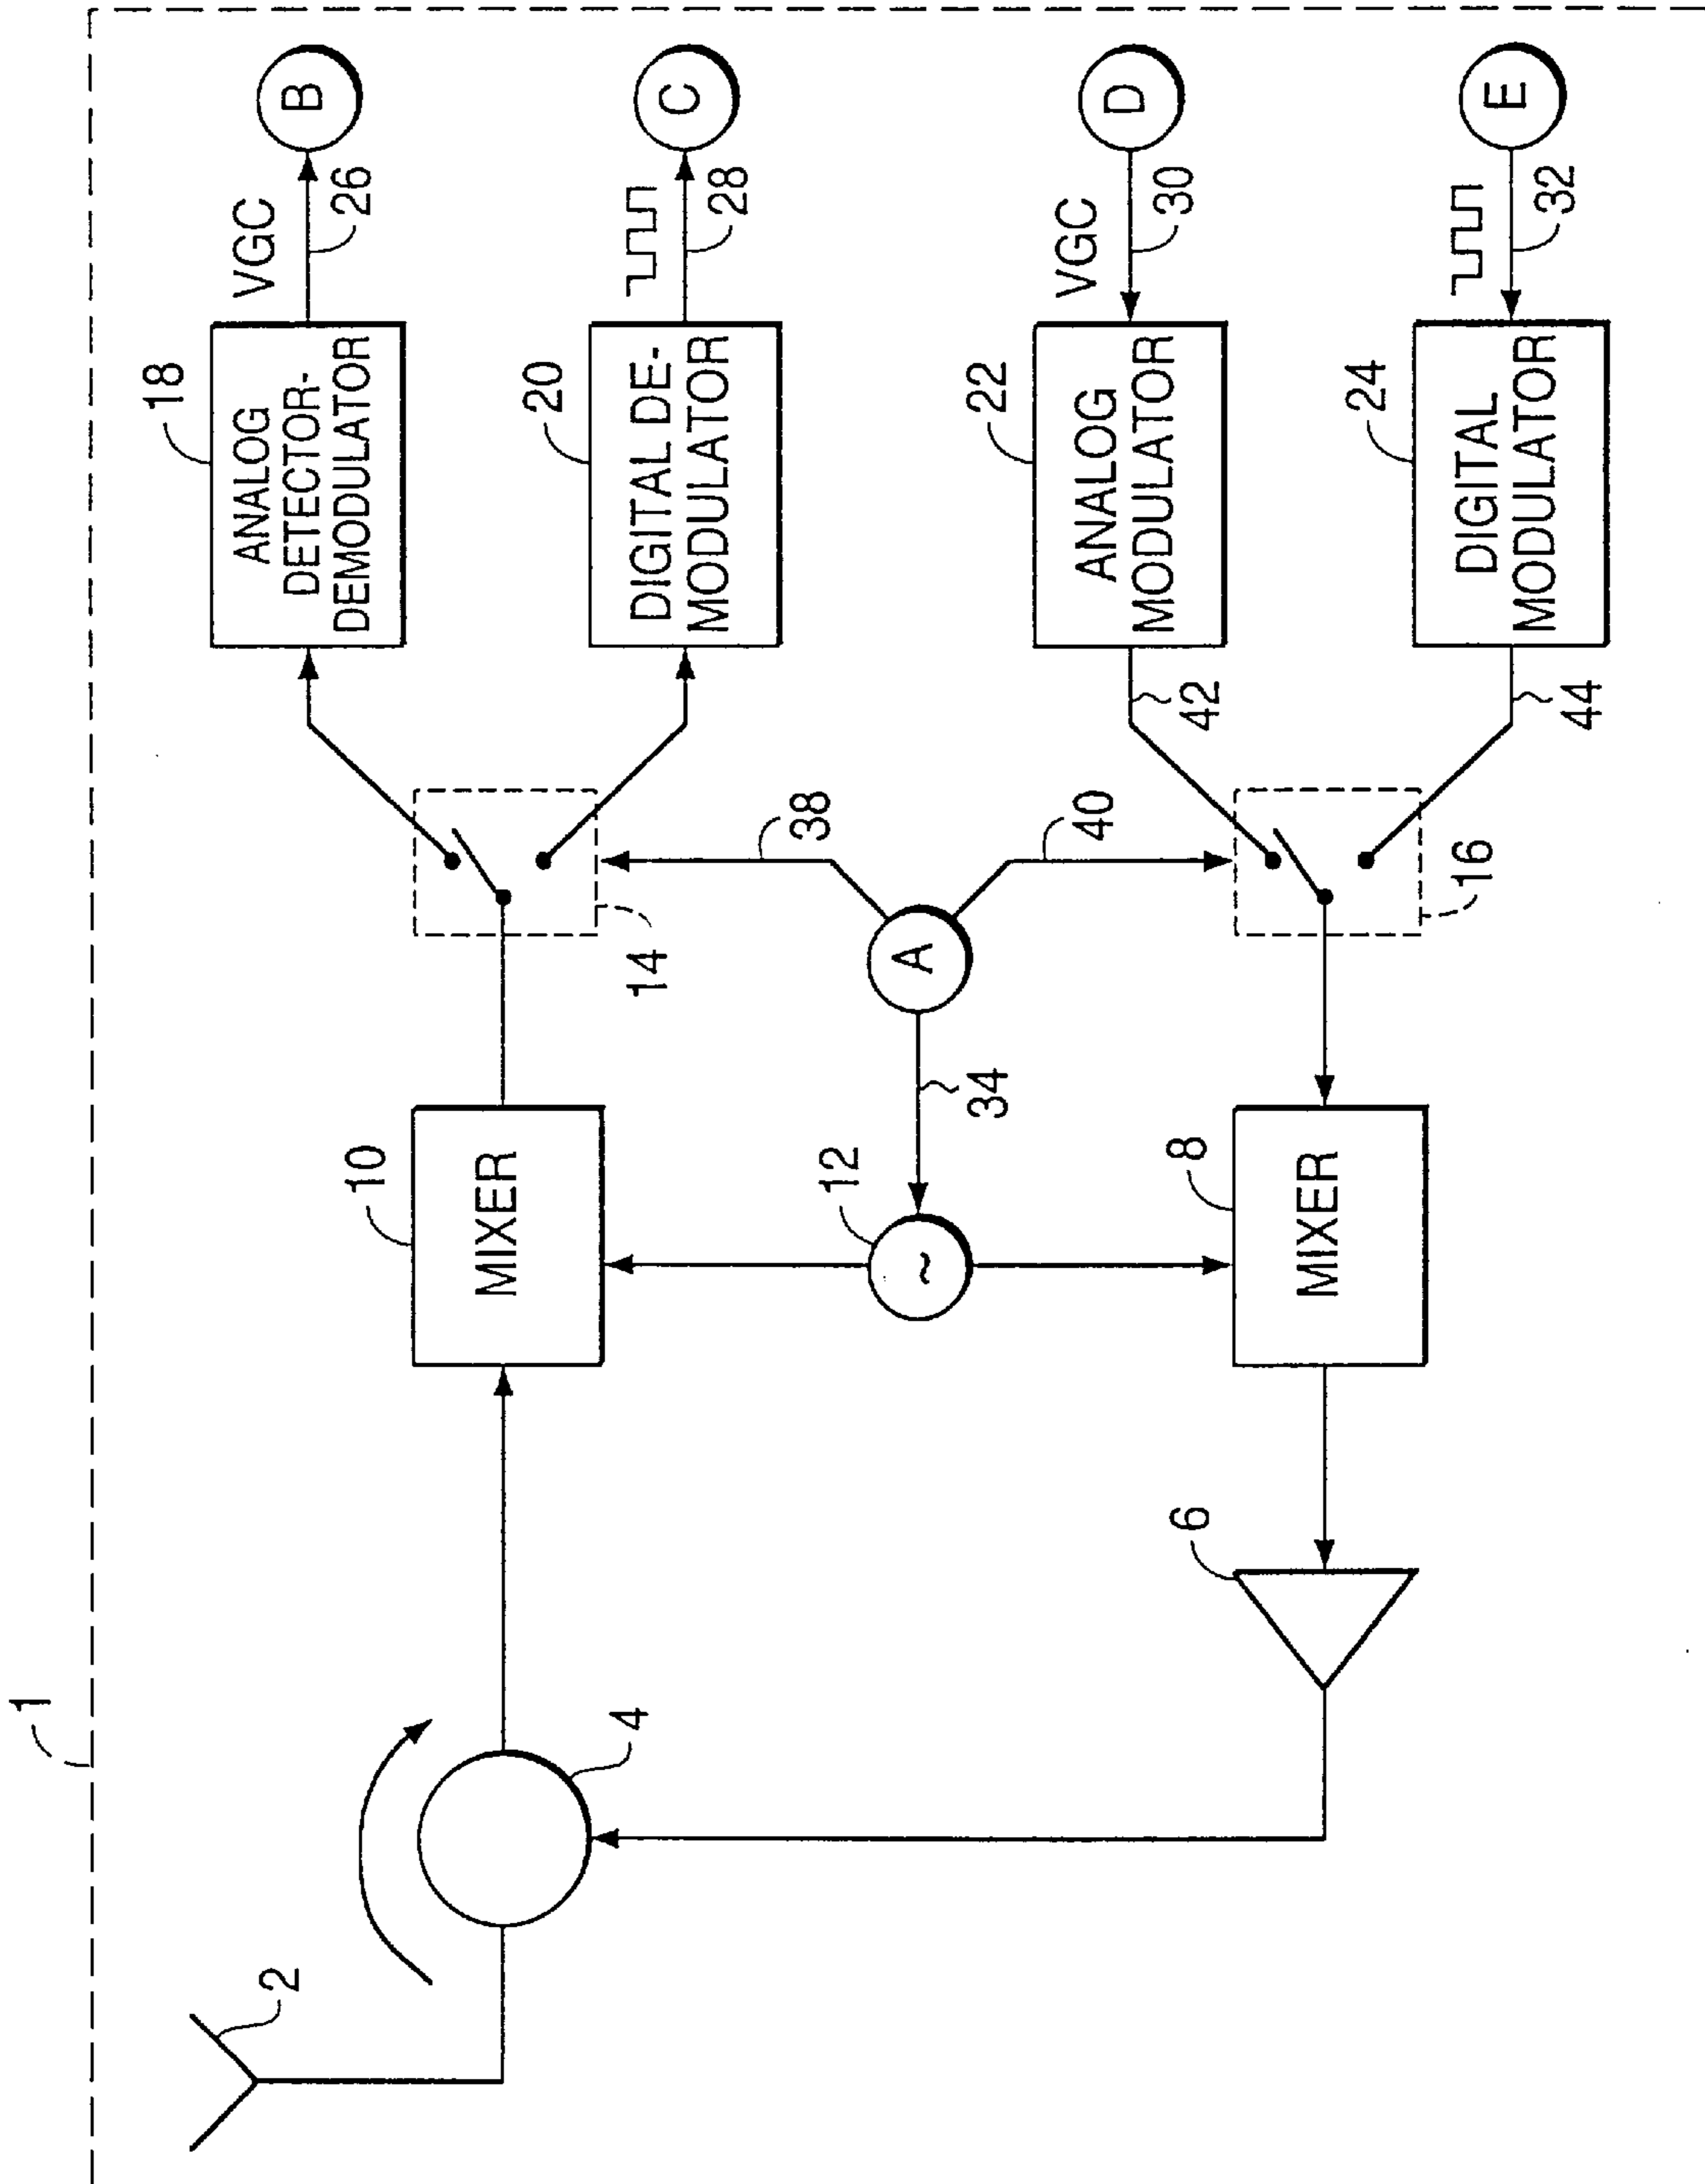 1
2
4
6
10
MIXER
12
~
8
MIXER
34
A
14
38
40
16
18
ANALOG
DETECTOR-
DEMODULATOR
VGC
26
B
20
DIGITAL DE-
MODULATOR
28
C
22
ANALOG
MODULATOR
42
VGC
30
D
24
DIGITAL
MODULATOR
44
32
E